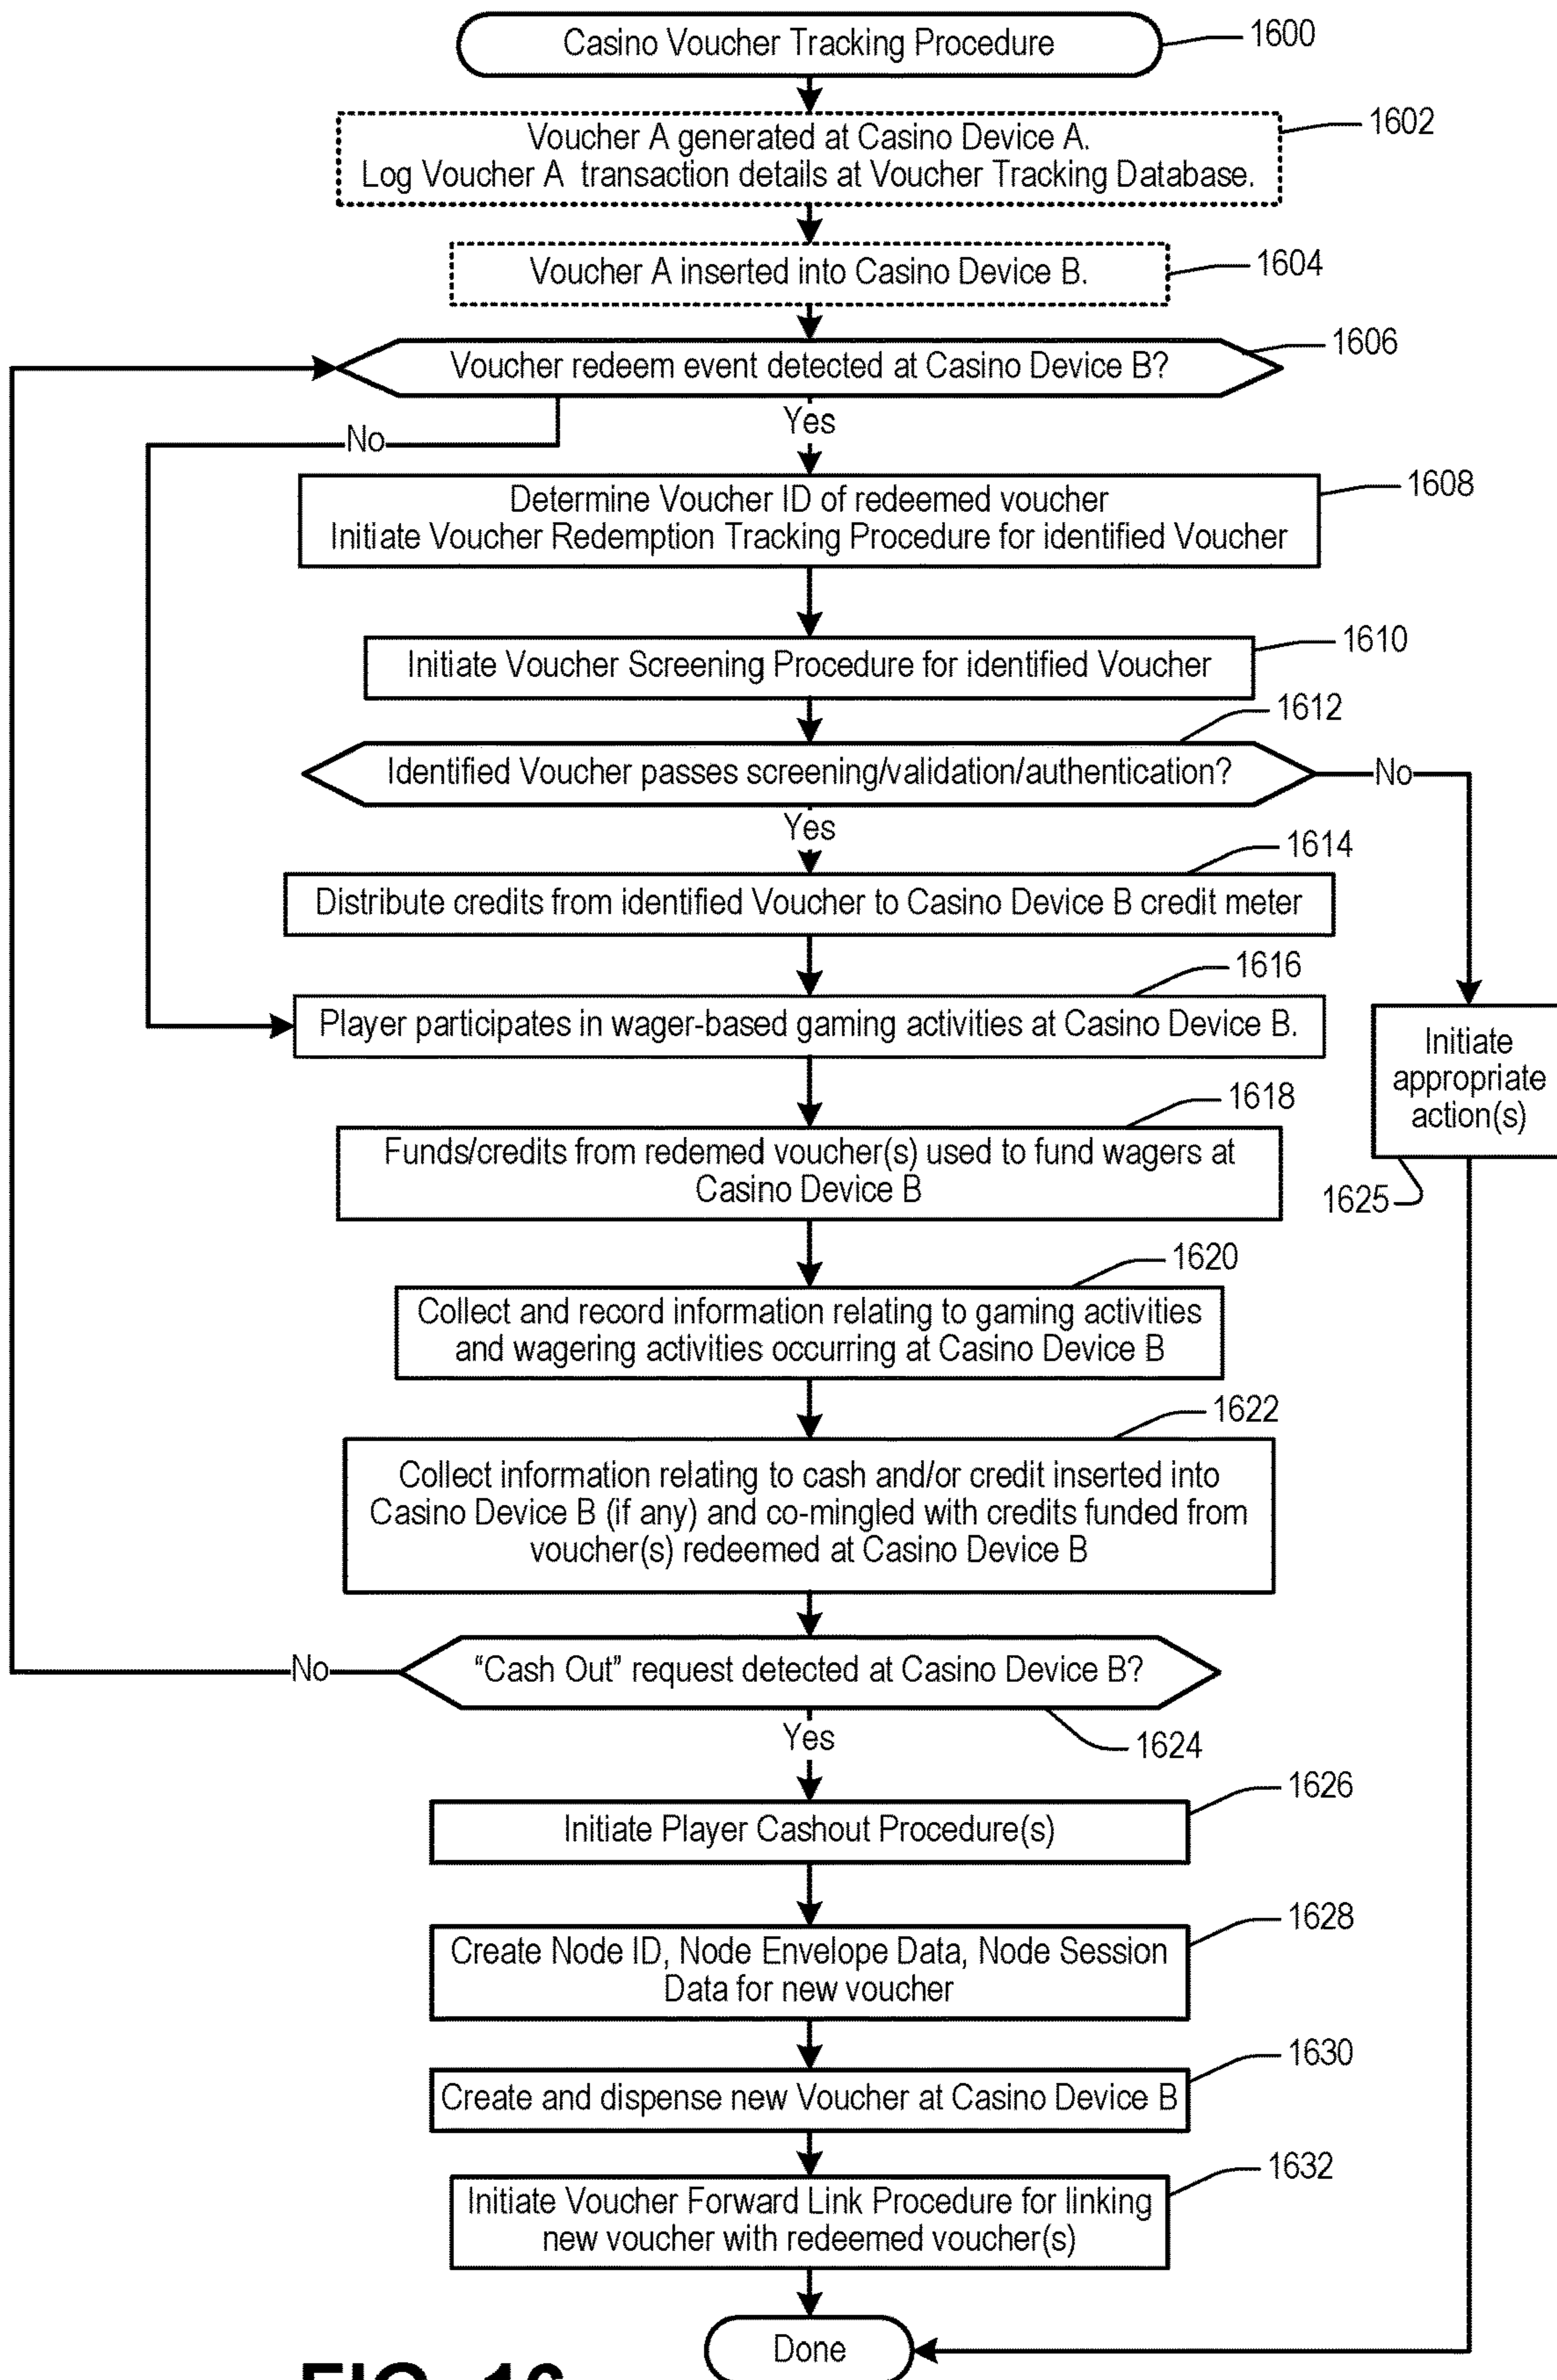 Casino Voucher Tracking Procedure
1600
Voucher A generated at Casino Device A.
Log Voucher A transaction details at Voucher Tracking Database.
1602
Voucher A inserted into Casino Device B.
1604
Voucher redeem event detected at Casino Device B?
1606
No
Yes
Determine Voucher ID of redeemed voucher
Initiate Voucher Redemption Tracking Procedure for identified Voucher
1608
Initiate Voucher Screening Procedure for identified Voucher
1610
1612
Identified Voucher passes screening/validation/authentication?
No
Yes
1614
Distribute credits from identified Voucher to Casino Device B credit meter
1616
Player participates in wager-based gaming activities at Casino Device B.
Initiate
appropriate
action(s)
1625
1618
Funds/credits from redemed voucher(s) used to fund wagers at
Casino Device B
1620
Collect and record information relating to gaming activities
and wagering activities occurring at Casino Device B
1622
Collect information relating to cash and/or credit inserted into
Casino Device B (if any) and co-mingled with credits funded from
voucher(s) redeemed at Casino Device B
No
“Cash Out” request detected at Casino Device B?
1624
Yes
1626
Initiate Player Cashout Procedure(s)
1628
Create Node ID, Node Envelope Data, Node Session
Data for new voucher
1630
Create and dispense new Voucher at Casino Device B
1632
Initiate Voucher Forward Link Procedure for linking
new voucher with redeemed voucher(s)
Done
FIG. 16